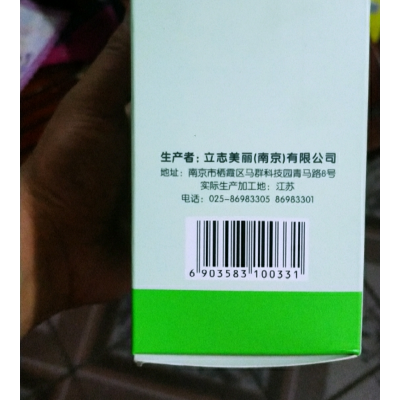 生产者: 立志美丽(南京)有限公司
地址: 南京市栖霞区马群科技园青马路8号
实际生产加工地: 江苏
电话: 025-86983305 86983301
6 903583 100331